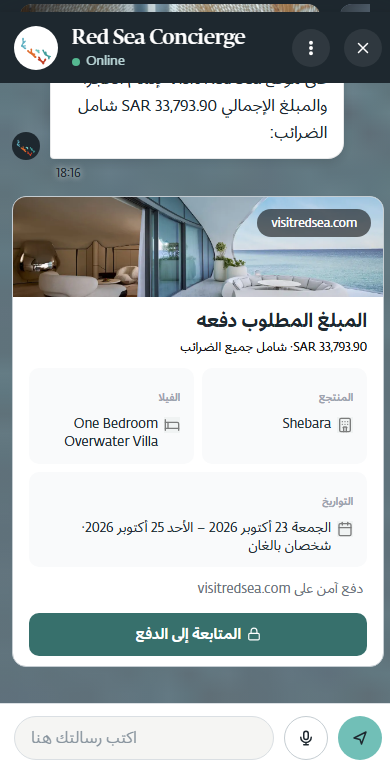 Red Sea Concierge
Online
والمبلغ الإجمالي SAR 33,793.90 شامل
الضرائب:
18:16
visitredsea.com
المبلغ المطلوب دفعه
SAR 33,793.90· شامل جميع الضرائب
المنتجع
Shebara
الفيلا
One Bedroom
Overwater Villa
التواريخ
الجمعة 23 أكتوبر 2026 – الأحد 25 أكتوبر 2026·
شخصان بالغان
دفع آمن على visitredsea.com
المتابعة إلى الدفع
اكتب رسالتك هنا